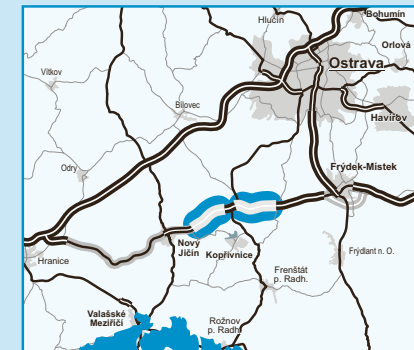 Bohumín
Hlučín
Orlová
Ostrava
Vítkov
Bílovec
Havířov
Frýdek-Místek
Odry
Nový
Jičín
Kopřivnice
Frýdlant n. O.
Hranice
Frenštát
p. Radh.
Valašské
Meziříčí
Rožnov
p. Radh.